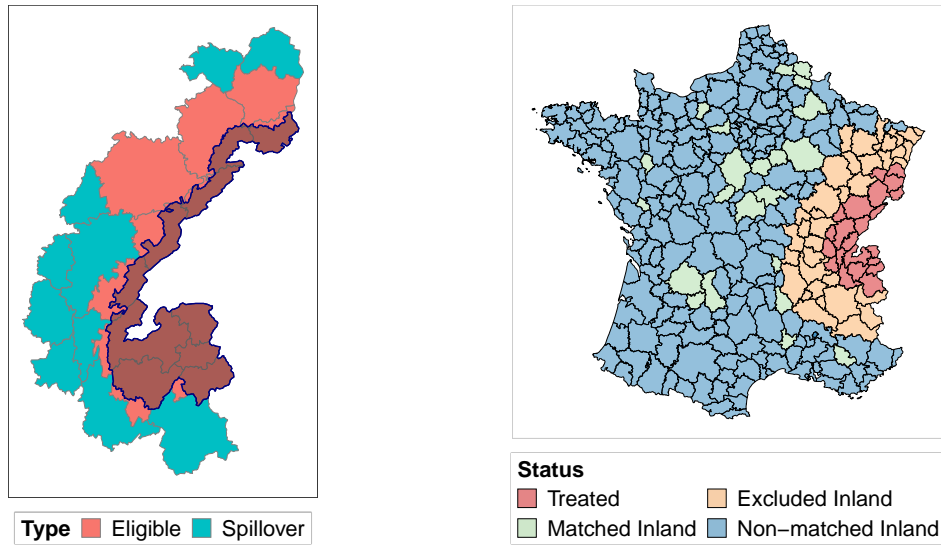 Type Eligible Spillover
Status
Treated Excluded Inland
Matched Inland Non−matched Inland